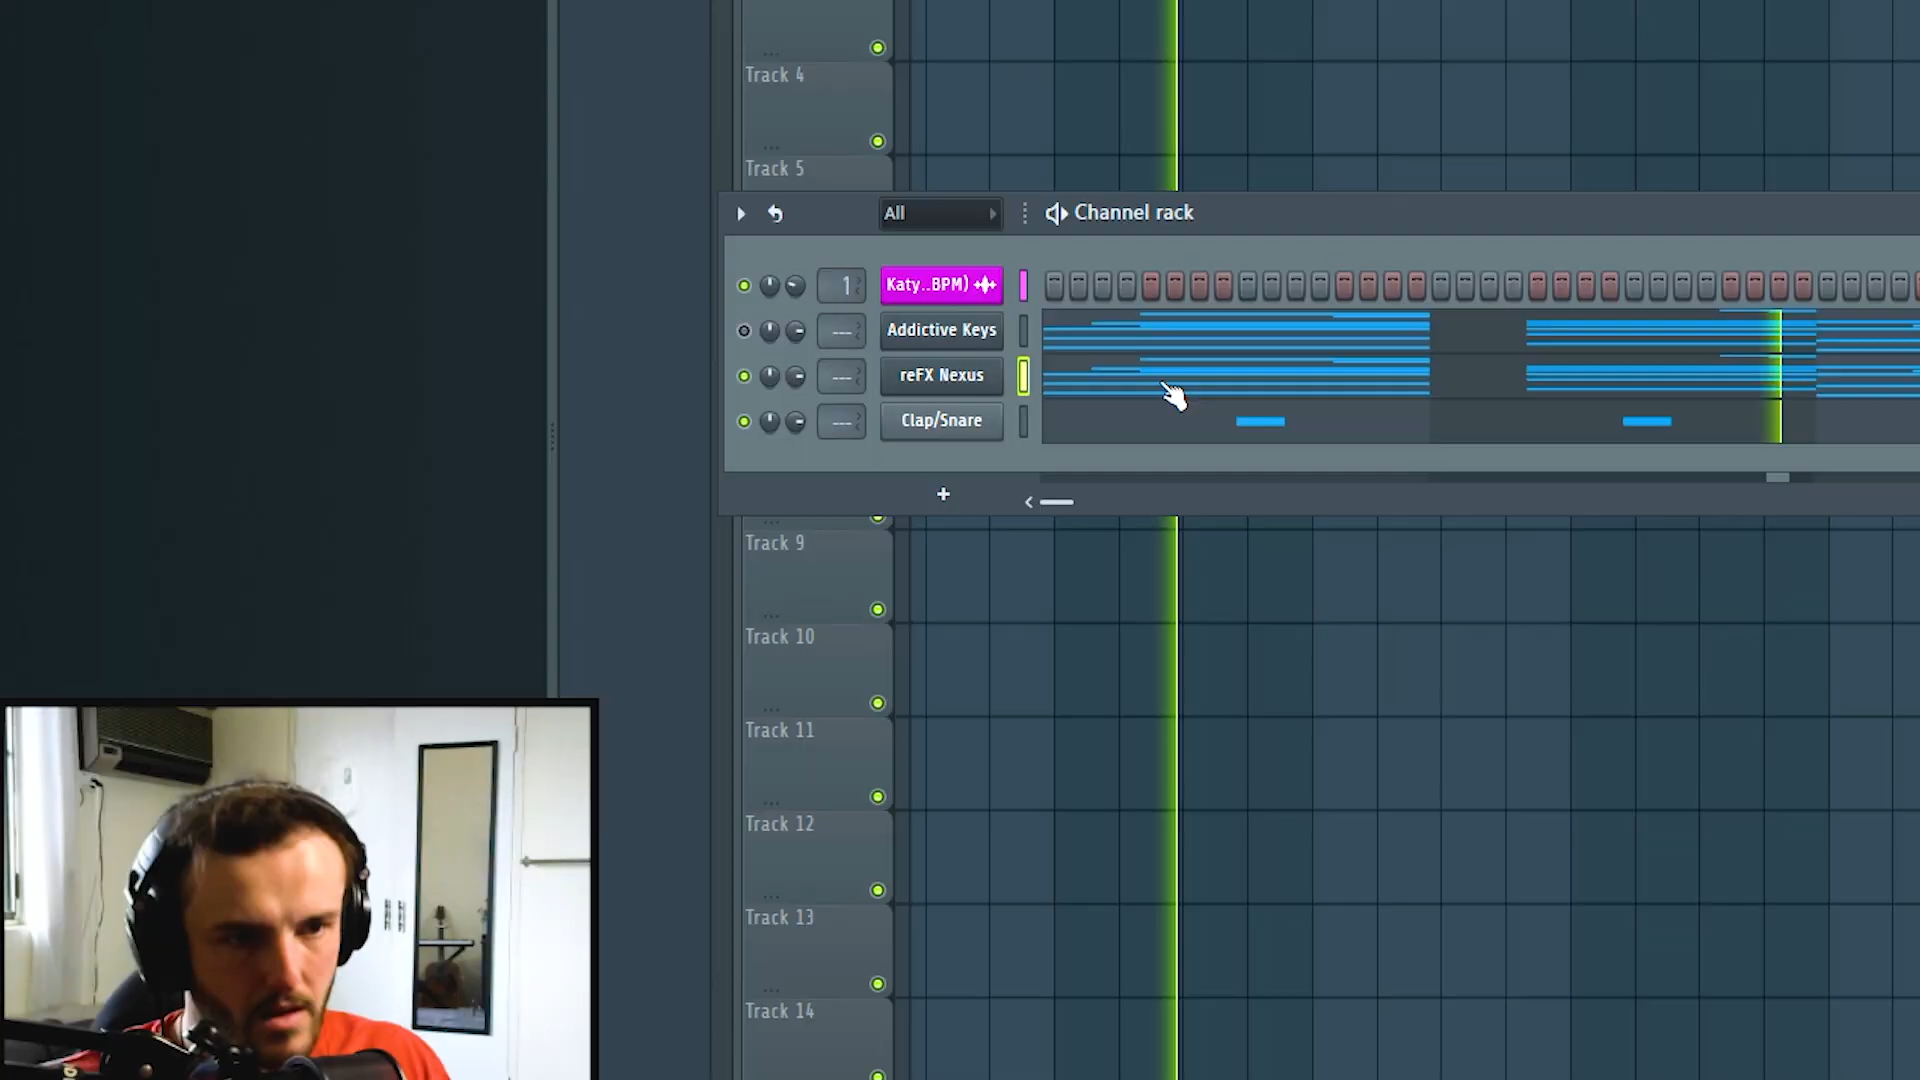 Track 4
Track 5
All
Channel rack
1
Katy..BPM)
Addictive Keys
reFX Nexus
Clap/Snare
Track 9
Track 10
Track 11
Track 12
Track 13
Track 14